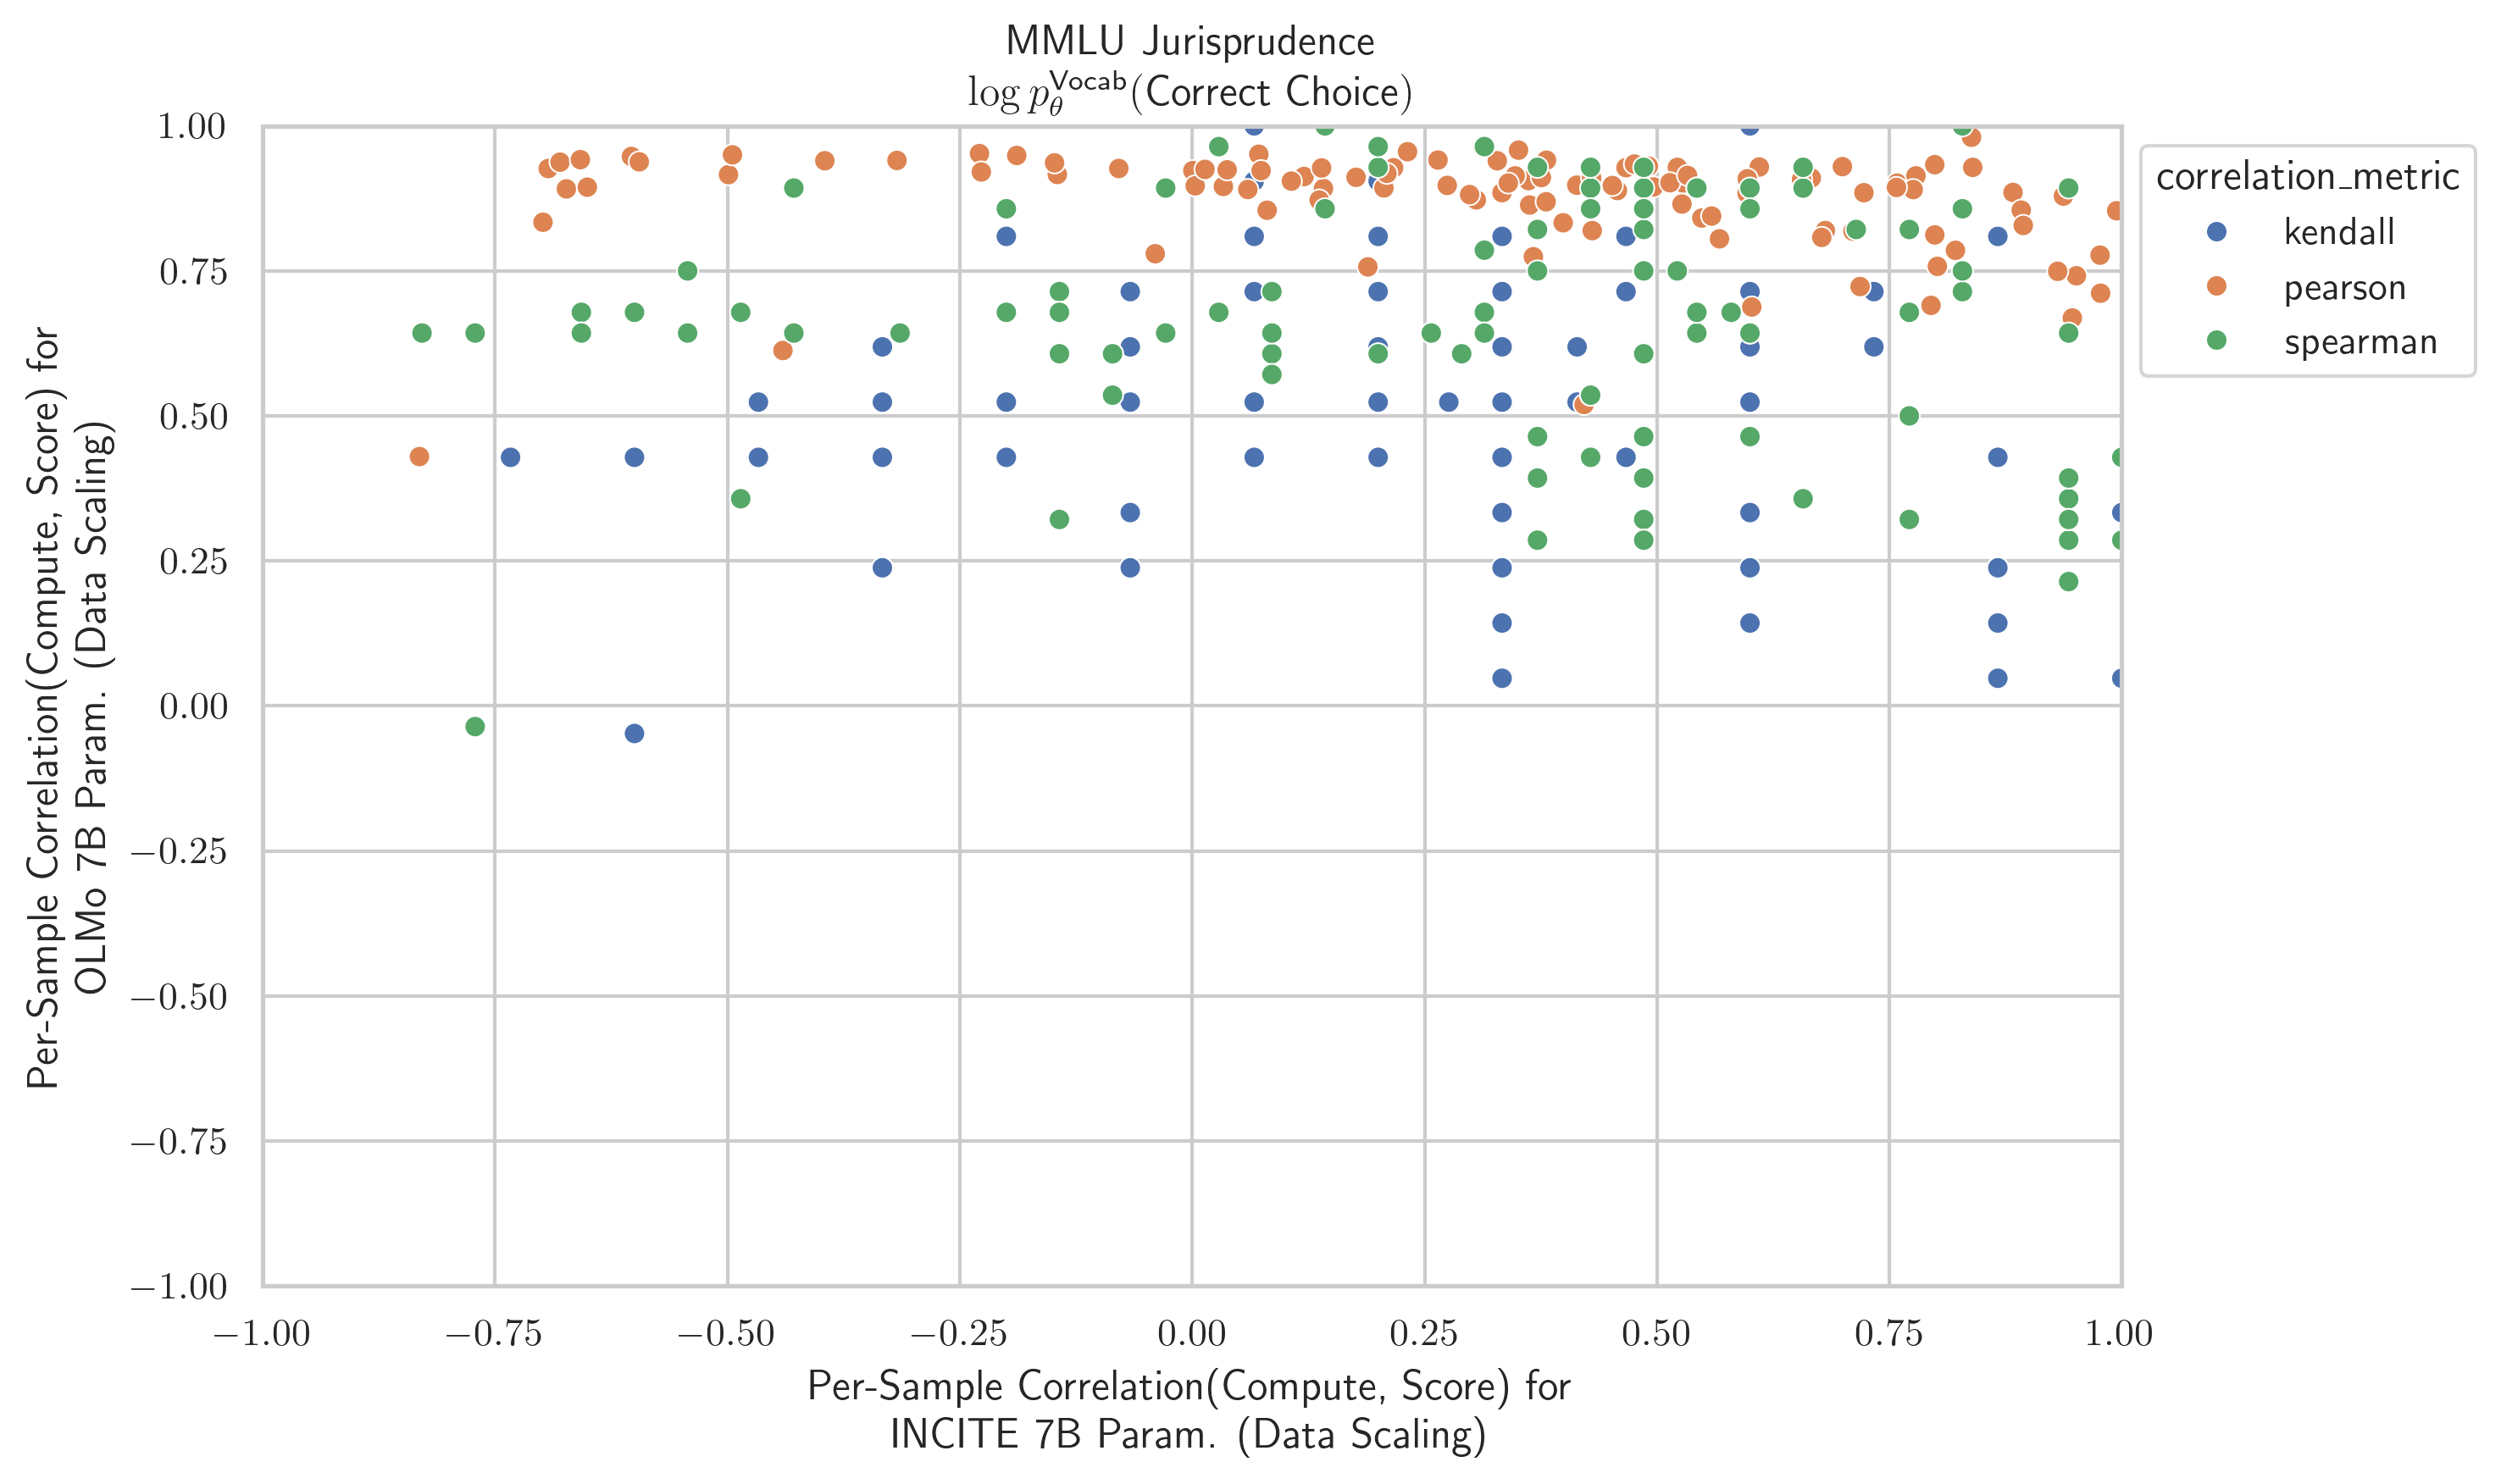 MMLU Jurisprudence
log p_θ^Vocab(Correct Choice)
1.00
0.75
0.50
0.25
0.00
−0.25
−0.50
−0.75
−1.00
Per-Sample Correlation(Compute, Score) for
OLMo 7B Param. (Data Scaling)
correlation_metric
kendall
pearson
spearman
−1.00 −0.75 −0.50 −0.25 0.00 0.25 0.50 0.75 1.00
Per-Sample Correlation(Compute, Score) for
INCITE 7B Param. (Data Scaling)